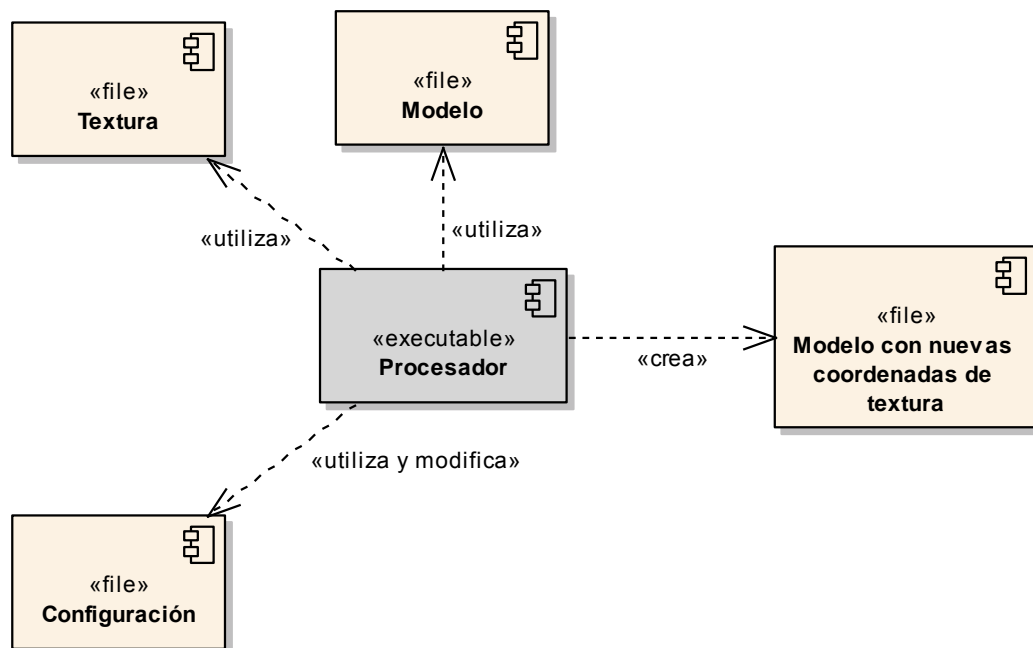 «file»
Textura
«file»
Modelo
«utiliza»
«utiliza»
«executable»
Procesador
«crea»
«file»
Modelo con nuevas
coordenadas de
textura
«utiliza y modifica»
«file»
Configuración